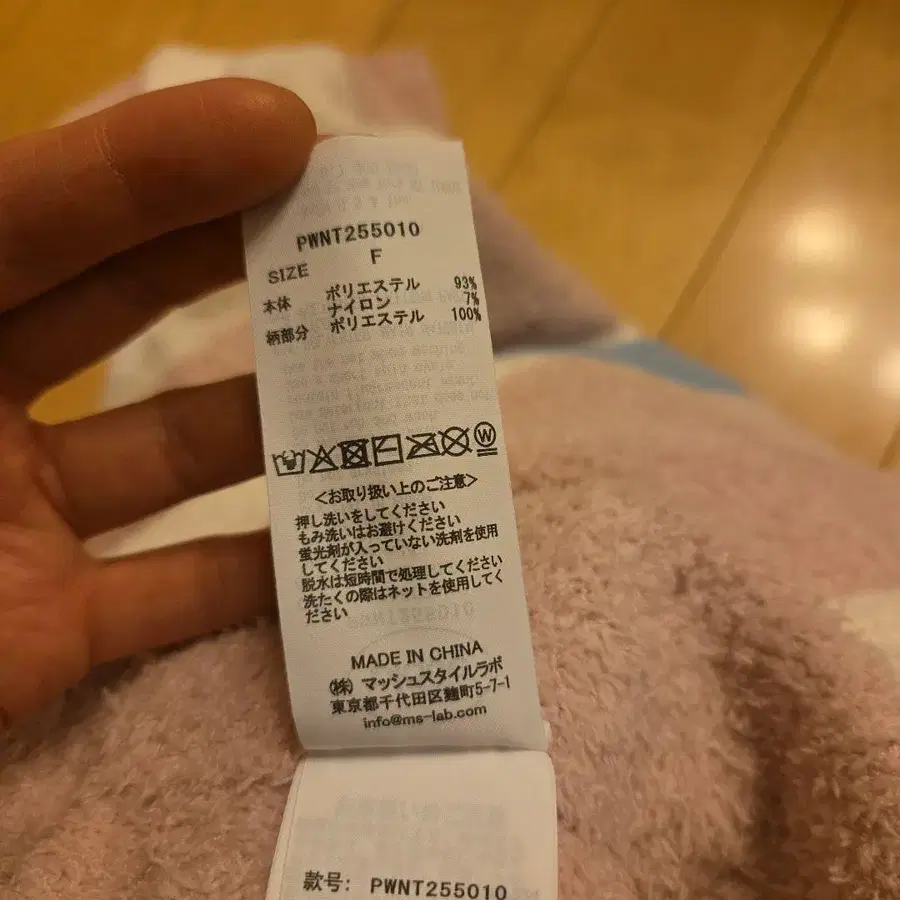 PWNT255010
SIZE F
本体 ポリエステル 93%
ナイロン 7%
柄部分 ポリエステル 100%
W
<お取り扱い上のご注意>
押し洗いをしてください
もみ洗いはお避けください
蛍光剤が入っていない洗剤を使用
してください
脱水は短時間で処理してください
洗たくの際はネットを使用してく
ださい
MADE IN CHINA
㈱ マッシュスタイルラボ
東京都千代田区麹町5-7-1
info@ms-lab.com
款号: PWNT255010